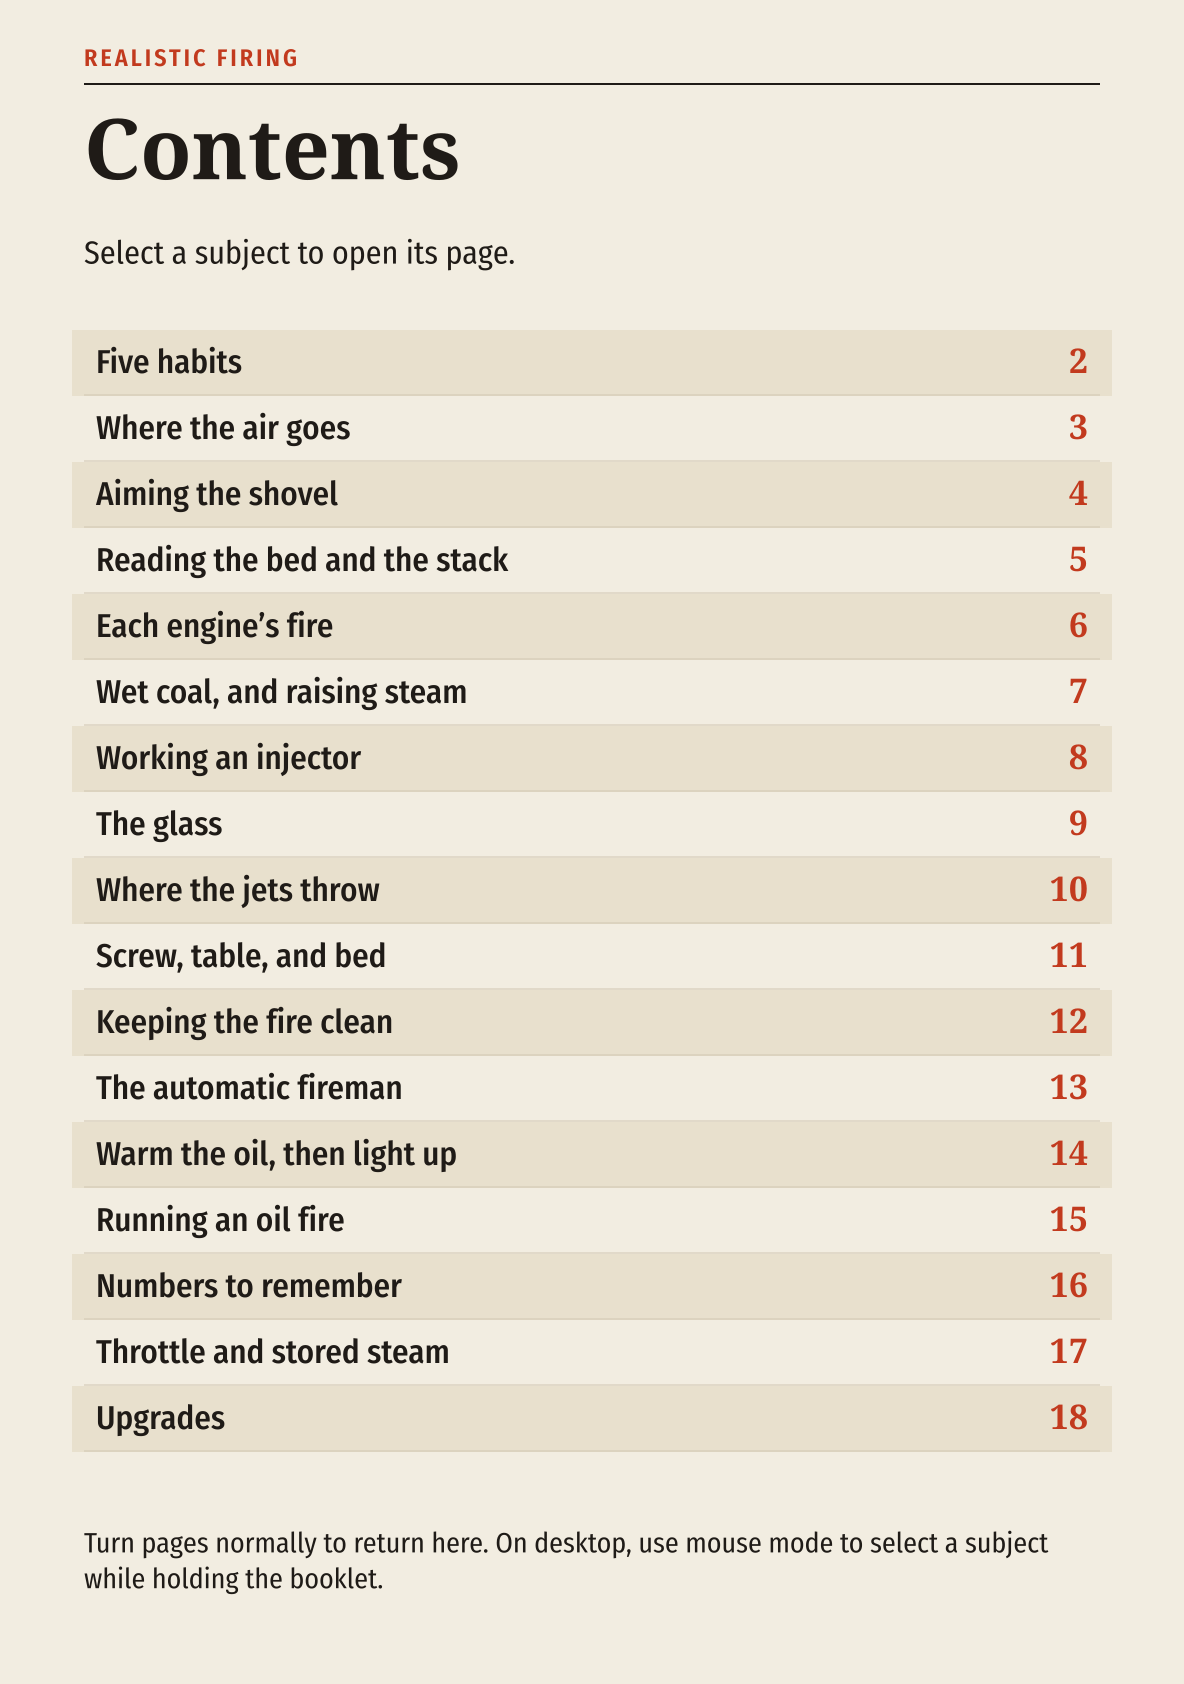 REALISTIC FIRING
Contents
Select a subject to open its page.
Five habits 2
Where the air goes 3
Aiming the shovel 4
Reading the bed and the stack 5
Each engine’s fire 6
Wet coal, and raising steam 7
Working an injector 8
The glass 9
Where the jets throw 10
Screw, table, and bed 11
Keeping the fire clean 12
The automatic fireman 13
Warm the oil, then light up 14
Running an oil fire 15
Numbers to remember 16
Throttle and stored steam 17
Upgrades 18
Turn pages normally to return here. On desktop, use mouse mode to select a subject
while holding the booklet.